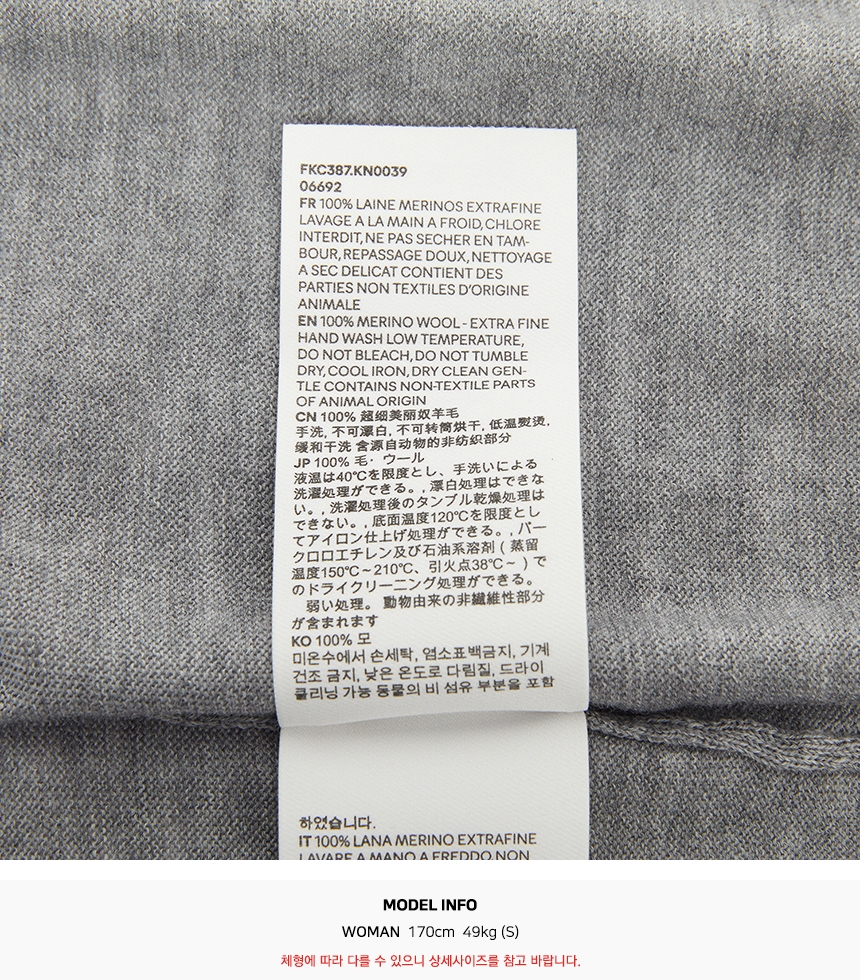 FKC387.KN0039
06692
FR 100% LAINE MERINOS EXTRAFINE
LAVAGE A LA MAIN A FROID, CHLORE
INTERDIT, NE PAS SECHER EN TAM-
BOUR, REPASSAGE DOUX, NETTOYAGE
A SEC DELICAT CONTIENT DES
PARTIES NON TEXTILES D'ORIGINE
ANIMALE
EN 100% MERINO WOOL - EXTRA FINE
HAND WASH LOW TEMPERATURE,
DO NOT BLEACH, DO NOT TUMBLE
DRY, COOL IRON, DRY CLEAN GEN-
TLE CONTAINS NON-TEXTILE PARTS
OF ANIMAL ORIGIN
CN 100% 超细美丽奴羊毛
手洗, 不可漂白, 不可转筒烘干, 低温熨烫,
缓和干洗 含源自动物的非纺织部分
JP 100% 毛・ウール
液温は40℃を限度とし、手洗いによる
洗濯処理ができる。, 漂白処理はできな
い。, 洗濯処理後のタンブル乾燥処理は
できない。, 底面温度120℃を限度とし
てアイロン仕上げ処理ができる。, パー
クロロエチレン及び石油系溶剤（蒸留
温度150℃~210℃、引火点38℃~）で
のドライクリーニング処理ができる。
弱い処理。 動物由来の非繊維性部分
が含まれます
KO 100% 모
미온수에서 손세탁, 염소표백금지, 기계
건조 금지, 낮은 온도로 다림질, 드라이
클리닝 가능 동물의 비 섬유 부분을 포함
하였습니다.
IT 100% LANA MERINO EXTRAFINE
LAVARE A MANO A FREDDO, NON
MODEL INFO
WOMAN 170cm 49kg (S)
체형에 따라 다를 수 있으니 상세사이즈를 참고 바랍니다.